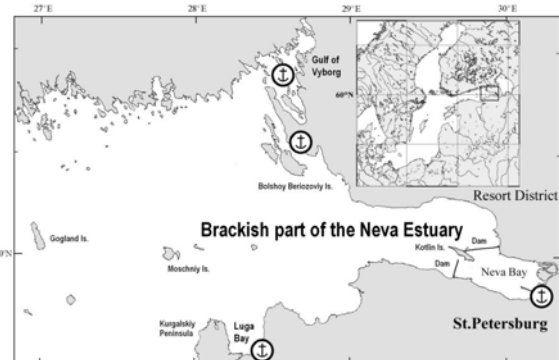 27°E
28°E
29°E
30°E
Gulf of
Vyborg
60°N
Bolshoy Beriozoviy Is.
Resort District
Brackish part of the Neva Estuary
Gogland Is.
Kotlin Is.
Dam
9°N
Moschniy Is.
Dam
Neva Bay
Kurgalskiy
Peninsula
Luga
Bay
St.Petersburg